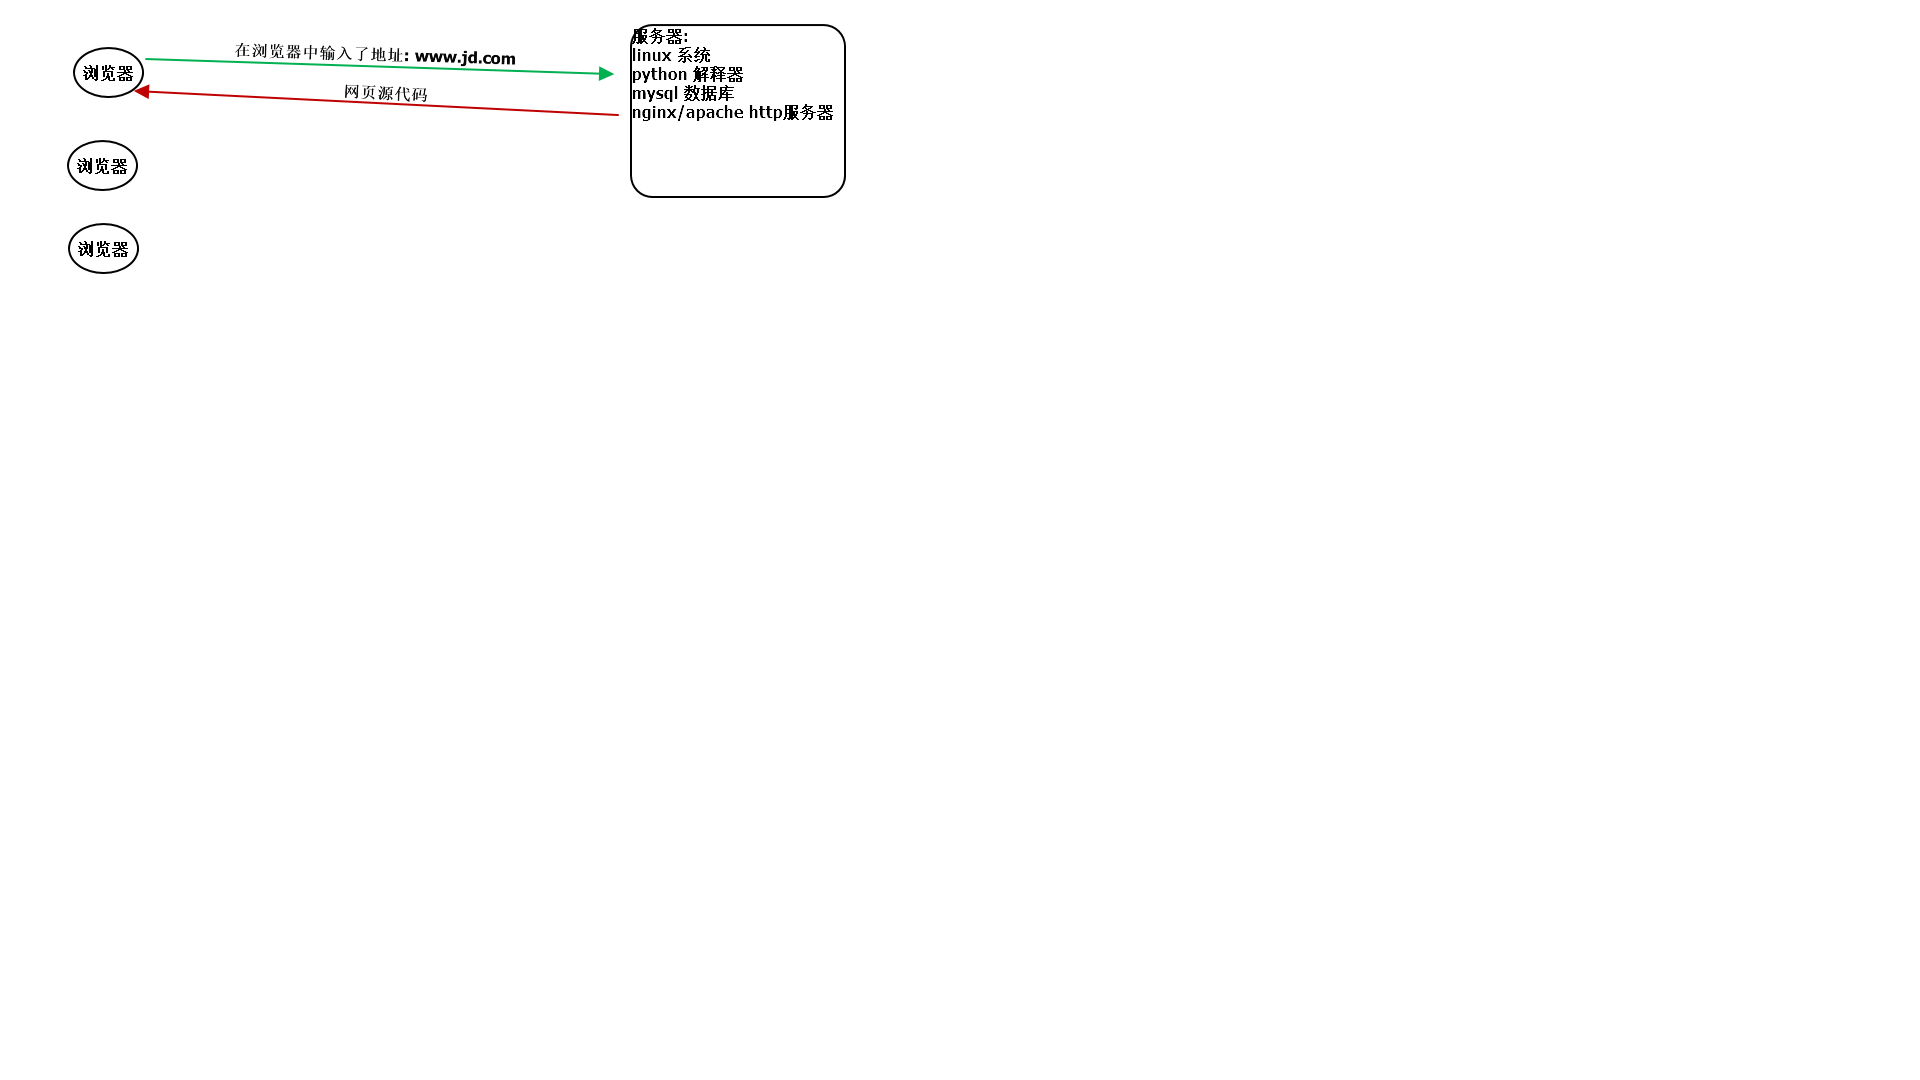 在浏览器中输入了地址: www.jd.com
浏览器
网页源代码
服务器:
linux 系统
python 解释器
mysql 数据库
nginx/apache http服务器
浏览器
浏览器